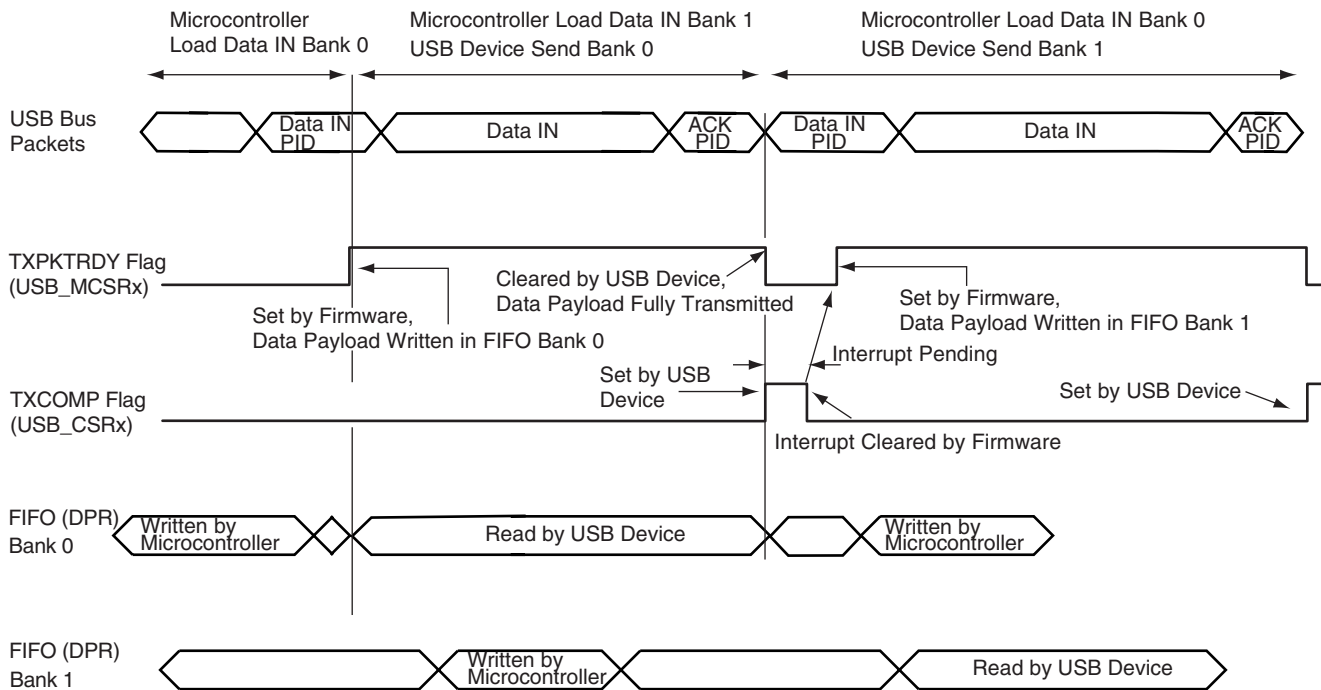 Microcontroller
Load Data IN Bank 0
Microcontroller Load Data IN Bank 1
USB Device Send Bank 0
Microcontroller Load Data IN Bank 0
USB Device Send Bank 1
USB Bus
Packets
Data IN
PID
Data IN
ACK
PID
Data IN
PID
Data IN
ACK
PID
TXPKTRDY Flag
(USB_MCSRx)
Set by Firmware,
Data Payload Written in FIFO Bank 0
Cleared by USB Device,
Data Payload Fully Transmitted
Set by Firmware,
Data Payload Written in FIFO Bank 1
Interrupt Pending
TXCOMP Flag
(USB_CSRx)
Set by USB
Device
Set by USB Device
Interrupt Cleared by Firmware
FIFO (DPR)
Bank 0
Written by
Microcontroller
Read by USB Device
Written by
Microcontroller
FIFO (DPR)
Bank 1
Written by
Microcontroller
Read by USB Device